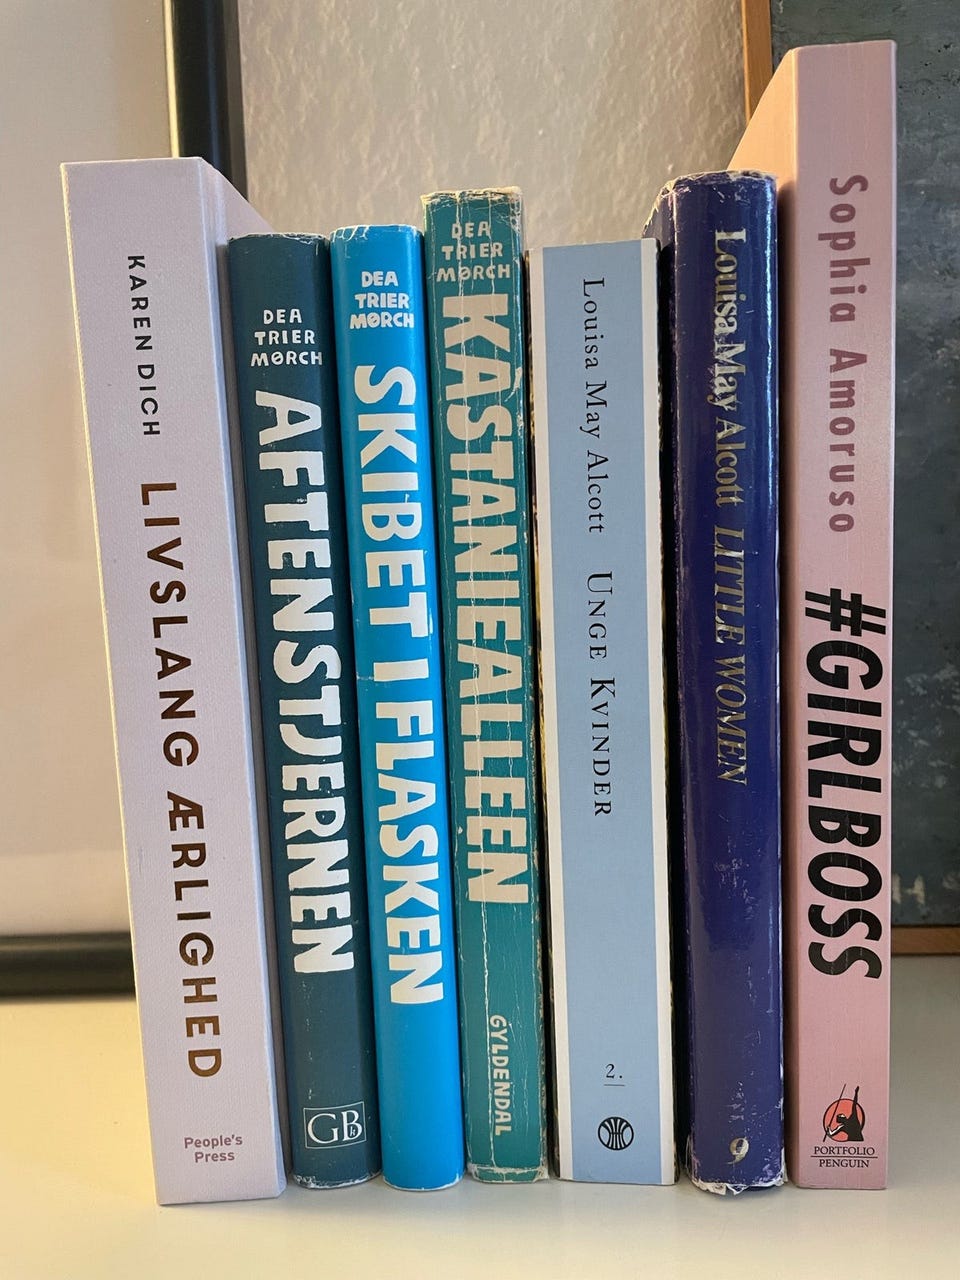 KAREN DICH
LIVSLANG ÆRLIGHED
People's
Press
DEA
TRIER
MØRCH
AFTENSTJERNEN
GBk
DEA
TRIER
MØRCH
SKIBET I FLASKEN
DEA
TRIER
MØRCH
KASTANIEALLEEN
GYLDENDAL
Louisa May Alcott
UNGE KVINDER
2.
Louisa May Alcott LITTLE WOMEN
Sophia Amoruso
#GIRLBOSS
PORTFOLIO
PENGUIN